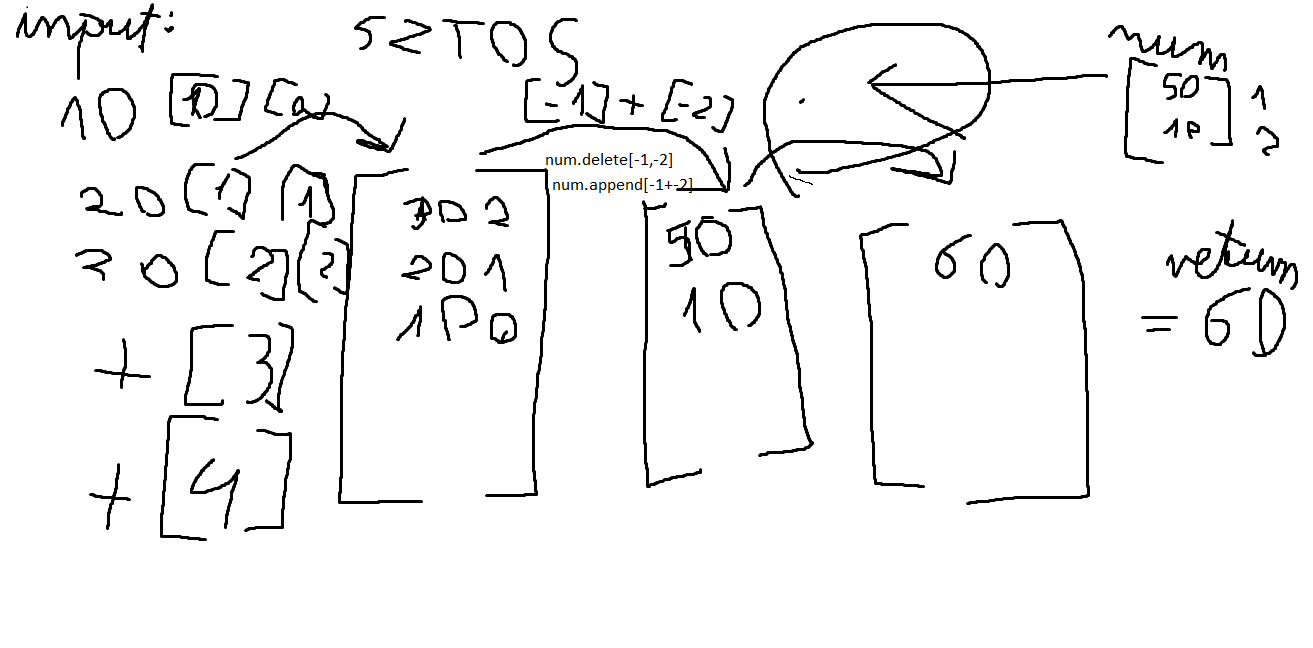 input:
SZTOS
num
10 [0] [0]
[-1]+[-2]
[50] 1
10 2
num.delete[-1,-2]
num.append[-1+-2]
20 [1] [1]
30 2
50
60
return
30 [2] [2]
20 1
10
= 60
10 0
+ [3]
+ [4]